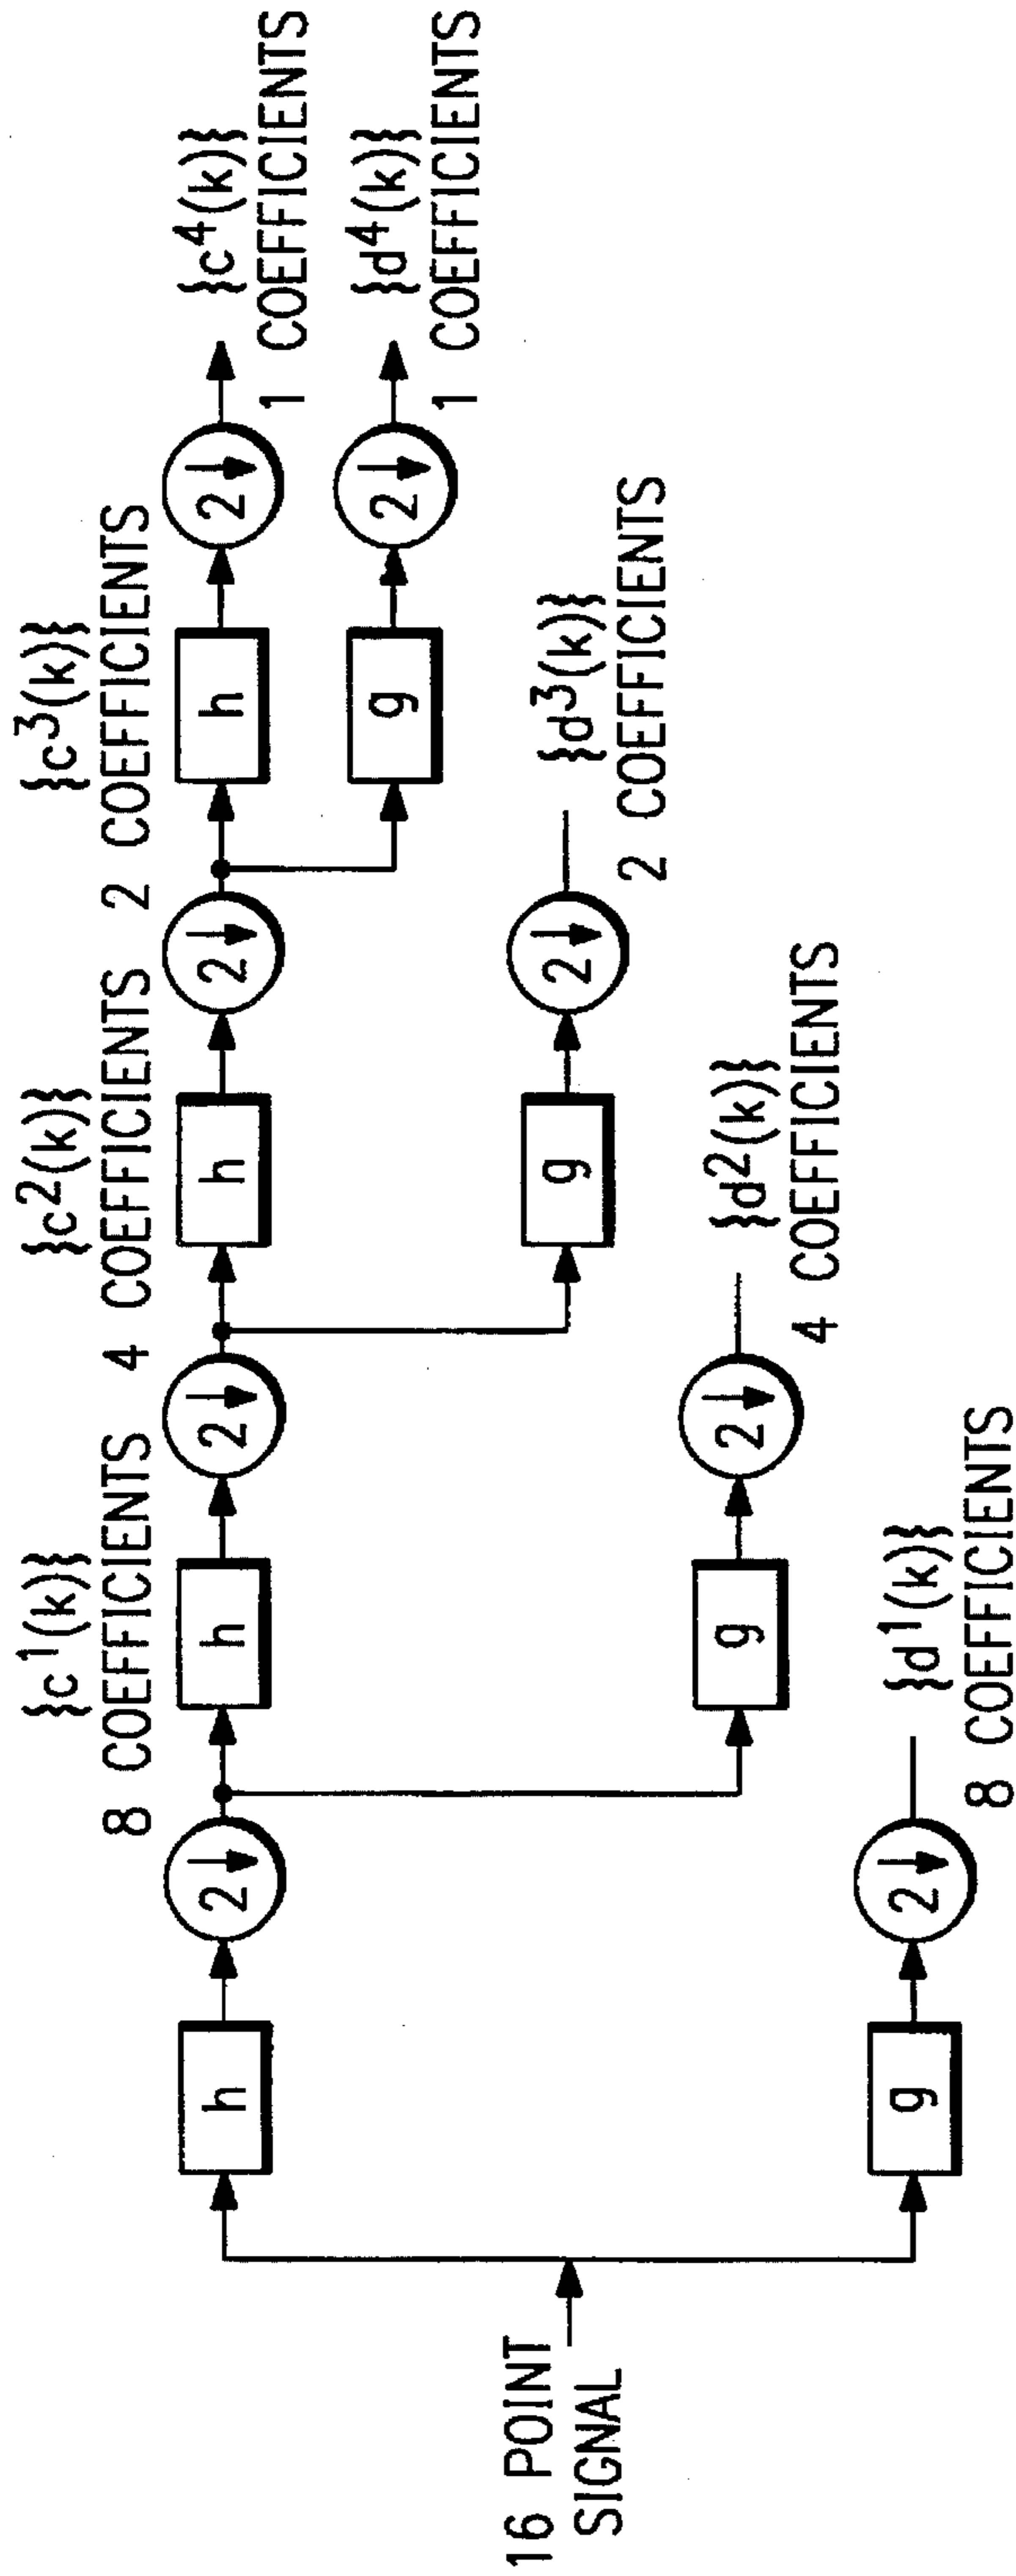 {c¹(k)}
8 COEFFICIENTS
{c²(k)}
4 COEFFICIENTS
{c³(k)}
2 COEFFICIENTS
h
2↓
h
2↓
h
2↓
h
2↓
{c⁴(k)}
1 COEFFICIENTS
g
2↓
{d⁴(k)}
1 COEFFICIENTS
16 POINT
SIGNAL
g
2↓
{d³(k)}
2 COEFFICIENTS
g
2↓
{d²(k)}
4 COEFFICIENTS
g
2↓
{d¹(k)}
8 COEFFICIENTS